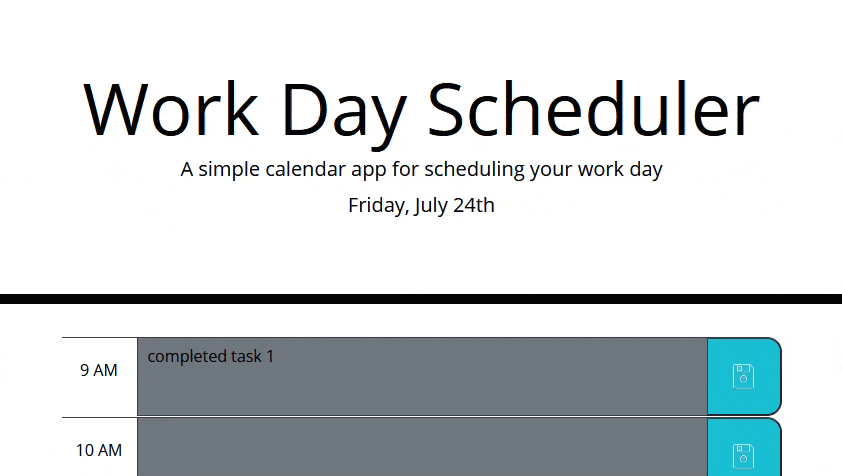 Work Day Scheduler
A simple calendar app for scheduling your work day
Friday, July 24th
9 AM
completed task 1
10 AM